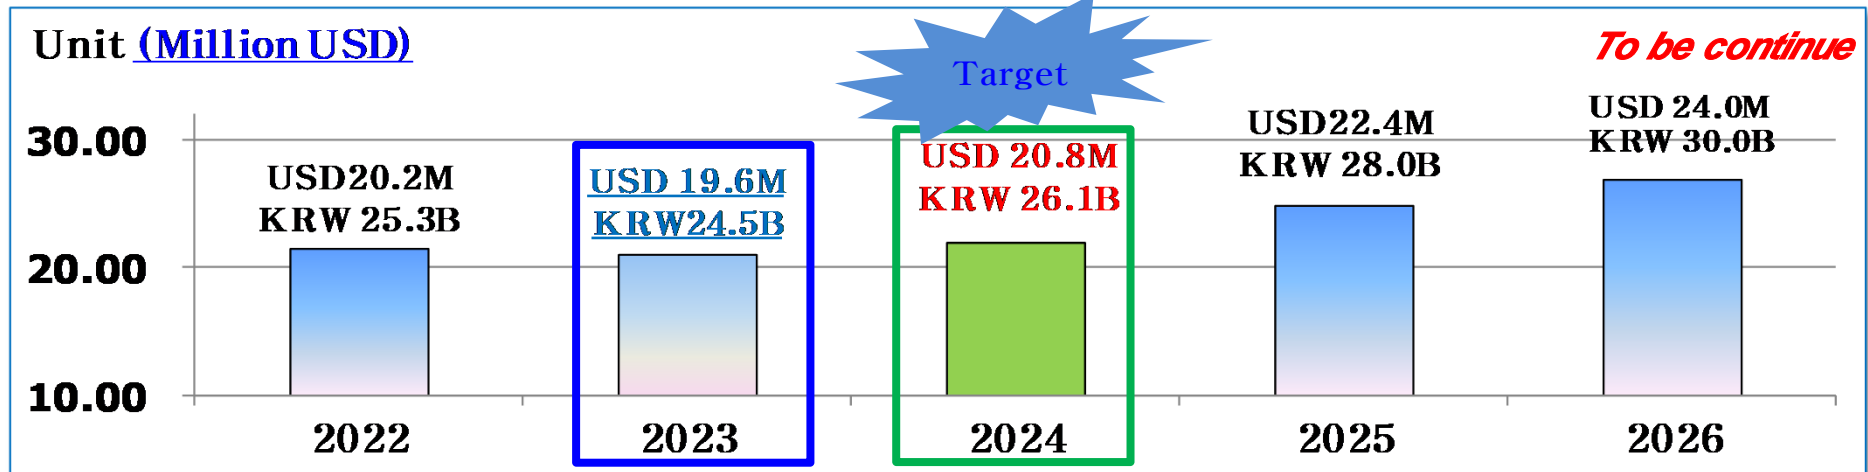 Unit (Million USD)
Target
To be continue
30.00
20.00
10.00
USD20.2M
KRW 25.3B
USD 19.6M
KRW24.5B
USD 20.8M
KRW 26.1B
USD22.4M
KRW 28.0B
USD 24.0M
KRW 30.0B
2022
2023
2024
2025
2026